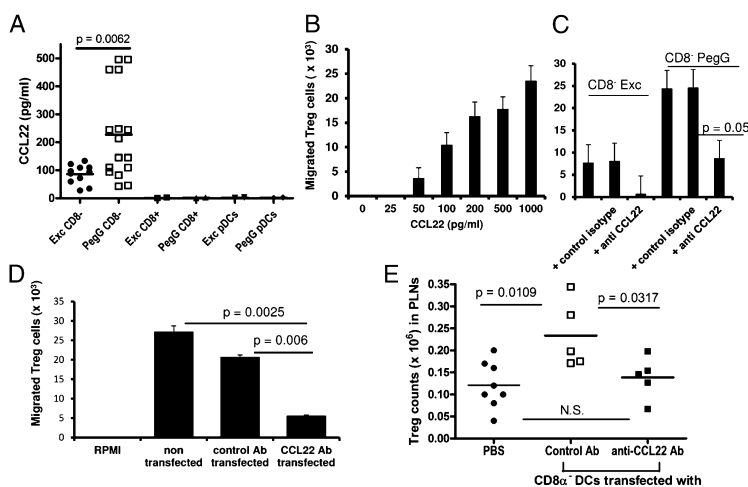 A
p = 0.0062
CCL22 (pg/ml)
500
400
300
200
100
0
Exc CD8-
PegG CD8-
Exc CD8+
PegG CD8+
Exc pDCs
PegG pDCs
B
Migrated Treg cells ( x 10³)
30
25
20
15
10
5
0
0 25 50 100 200 500 1000
CCL22 (pg/ml)
C
30
25
20
15
10
5
0
CD8⁻ Exc
CD8⁻ PegG
p = 0.05
+ control isotype
+ anti CCL22
+ control isotype
+ anti CCL22
D
Migrated Treg cells (x 10³)
35
30
25
20
15
10
5
0
p = 0.0025
p = 0.006
RPMI
non transfected
control Ab transfected
CCL22 Ab transfected
E
Treg counts (x 10⁶) in PLNs
0.35
0.30
0.25
0.20
0.15
0.10
0.05
0.00
p = 0.0109
p = 0.0317
N.S.
PBS
Control Ab
anti-CCL22 Ab
CD8α⁻ DCs transfected with